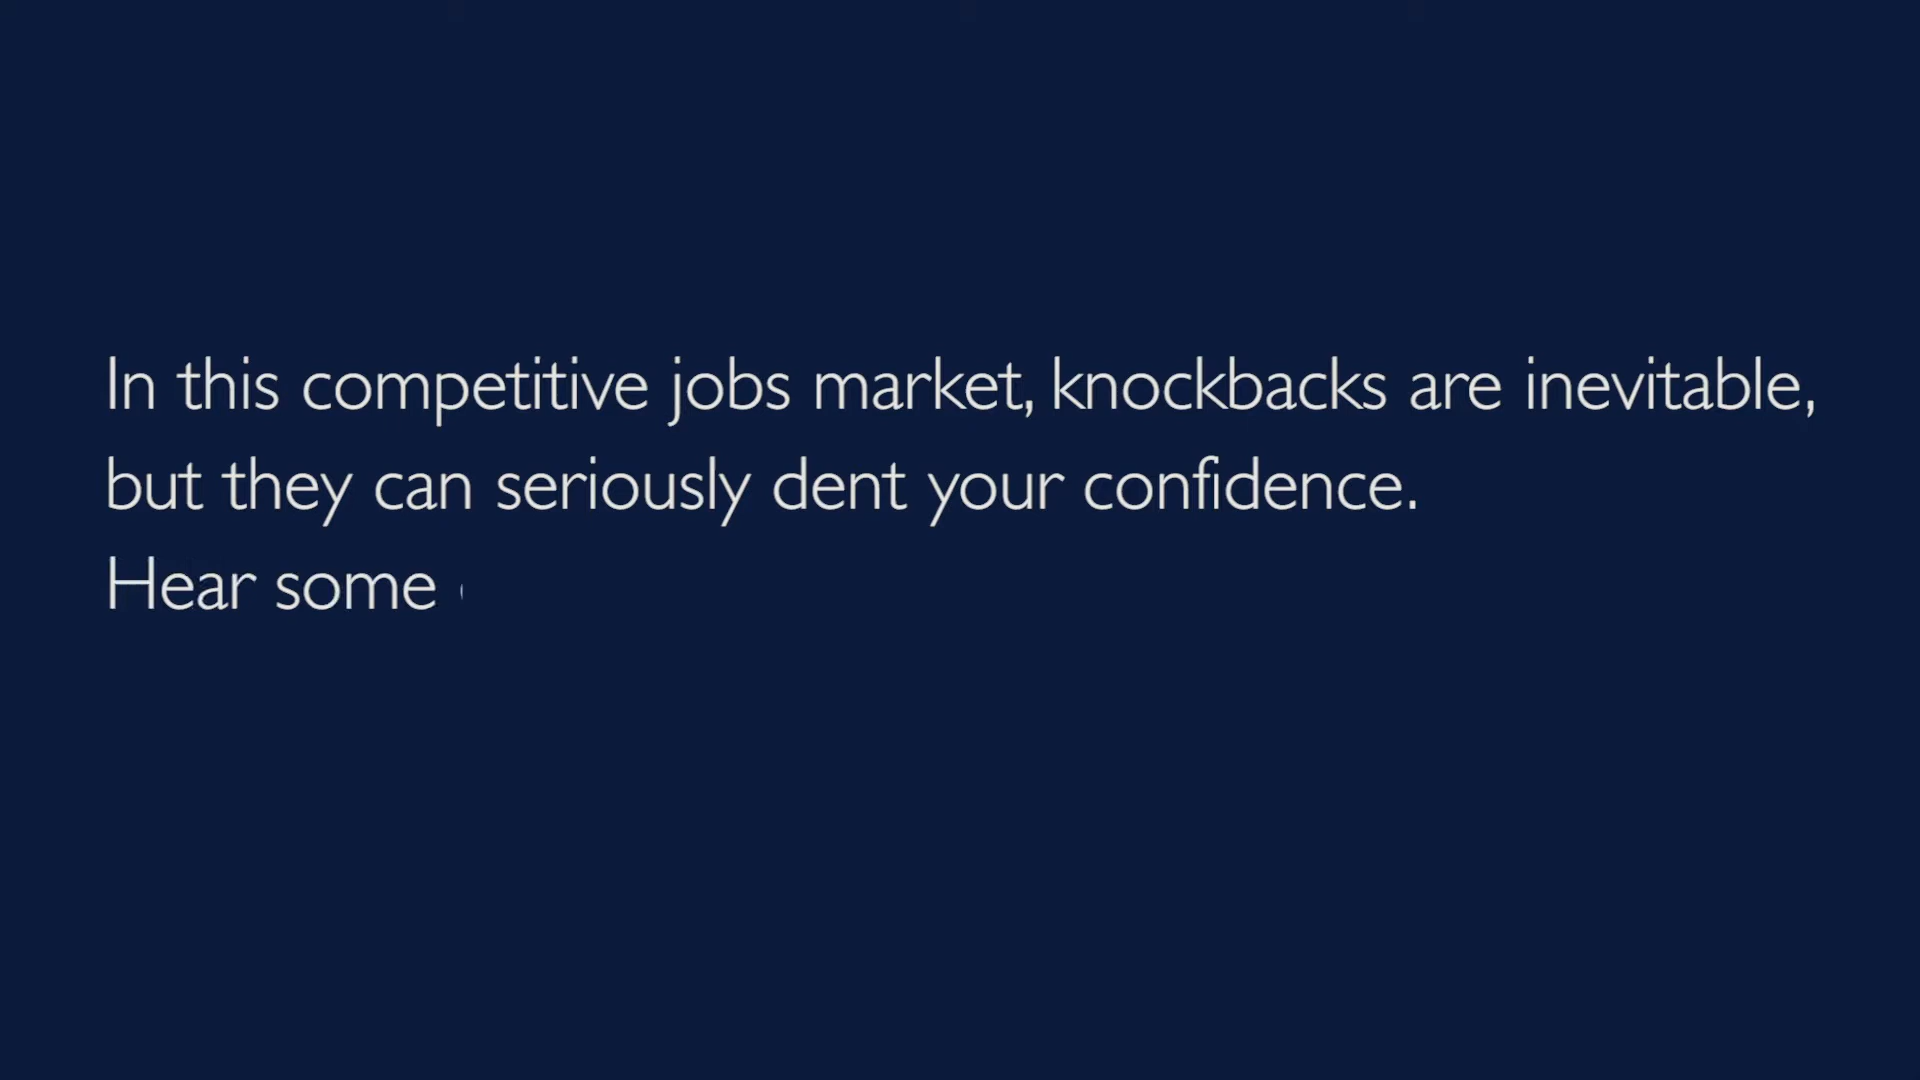 In this competitive jobs market, knockbacks are inevitable,
but they can seriously dent your confidence.
Hear some